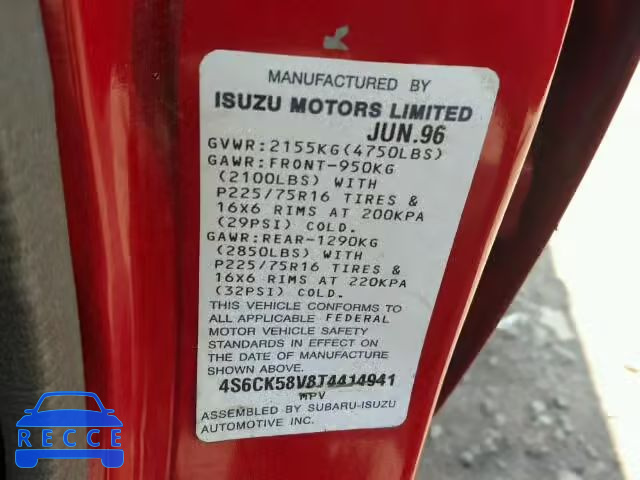 MANUFACTURED BY
ISUZU MOTORS LIMITED
JUN.96
GVWR:2155KG(4750LBS)
GAWR:FRONT-950KG
(2100LBS) WITH
P225/75R16 TIRES &
16X6 RIMS AT 200KPA
(29PSI) COLD.
GAWR:REAR-1290KG
(2850LBS) WITH
P225/75R16 TIRES &
16X6 RIMS AT 220KPA
(32PSI) COLD.
THIS VEHICLE CONFORMS TO
ALL APPLICABLE FEDERAL
MOTOR VEHICLE SAFETY
STANDARDS IN EFFECT ON
THE DATE OF MANUFACTURE
SHOWN ABOVE.
4S6CK58V8T4414941
MPV
ASSEMBLED BY SUBARU-ISUZU
AUTOMOTIVE INC.
RECCE